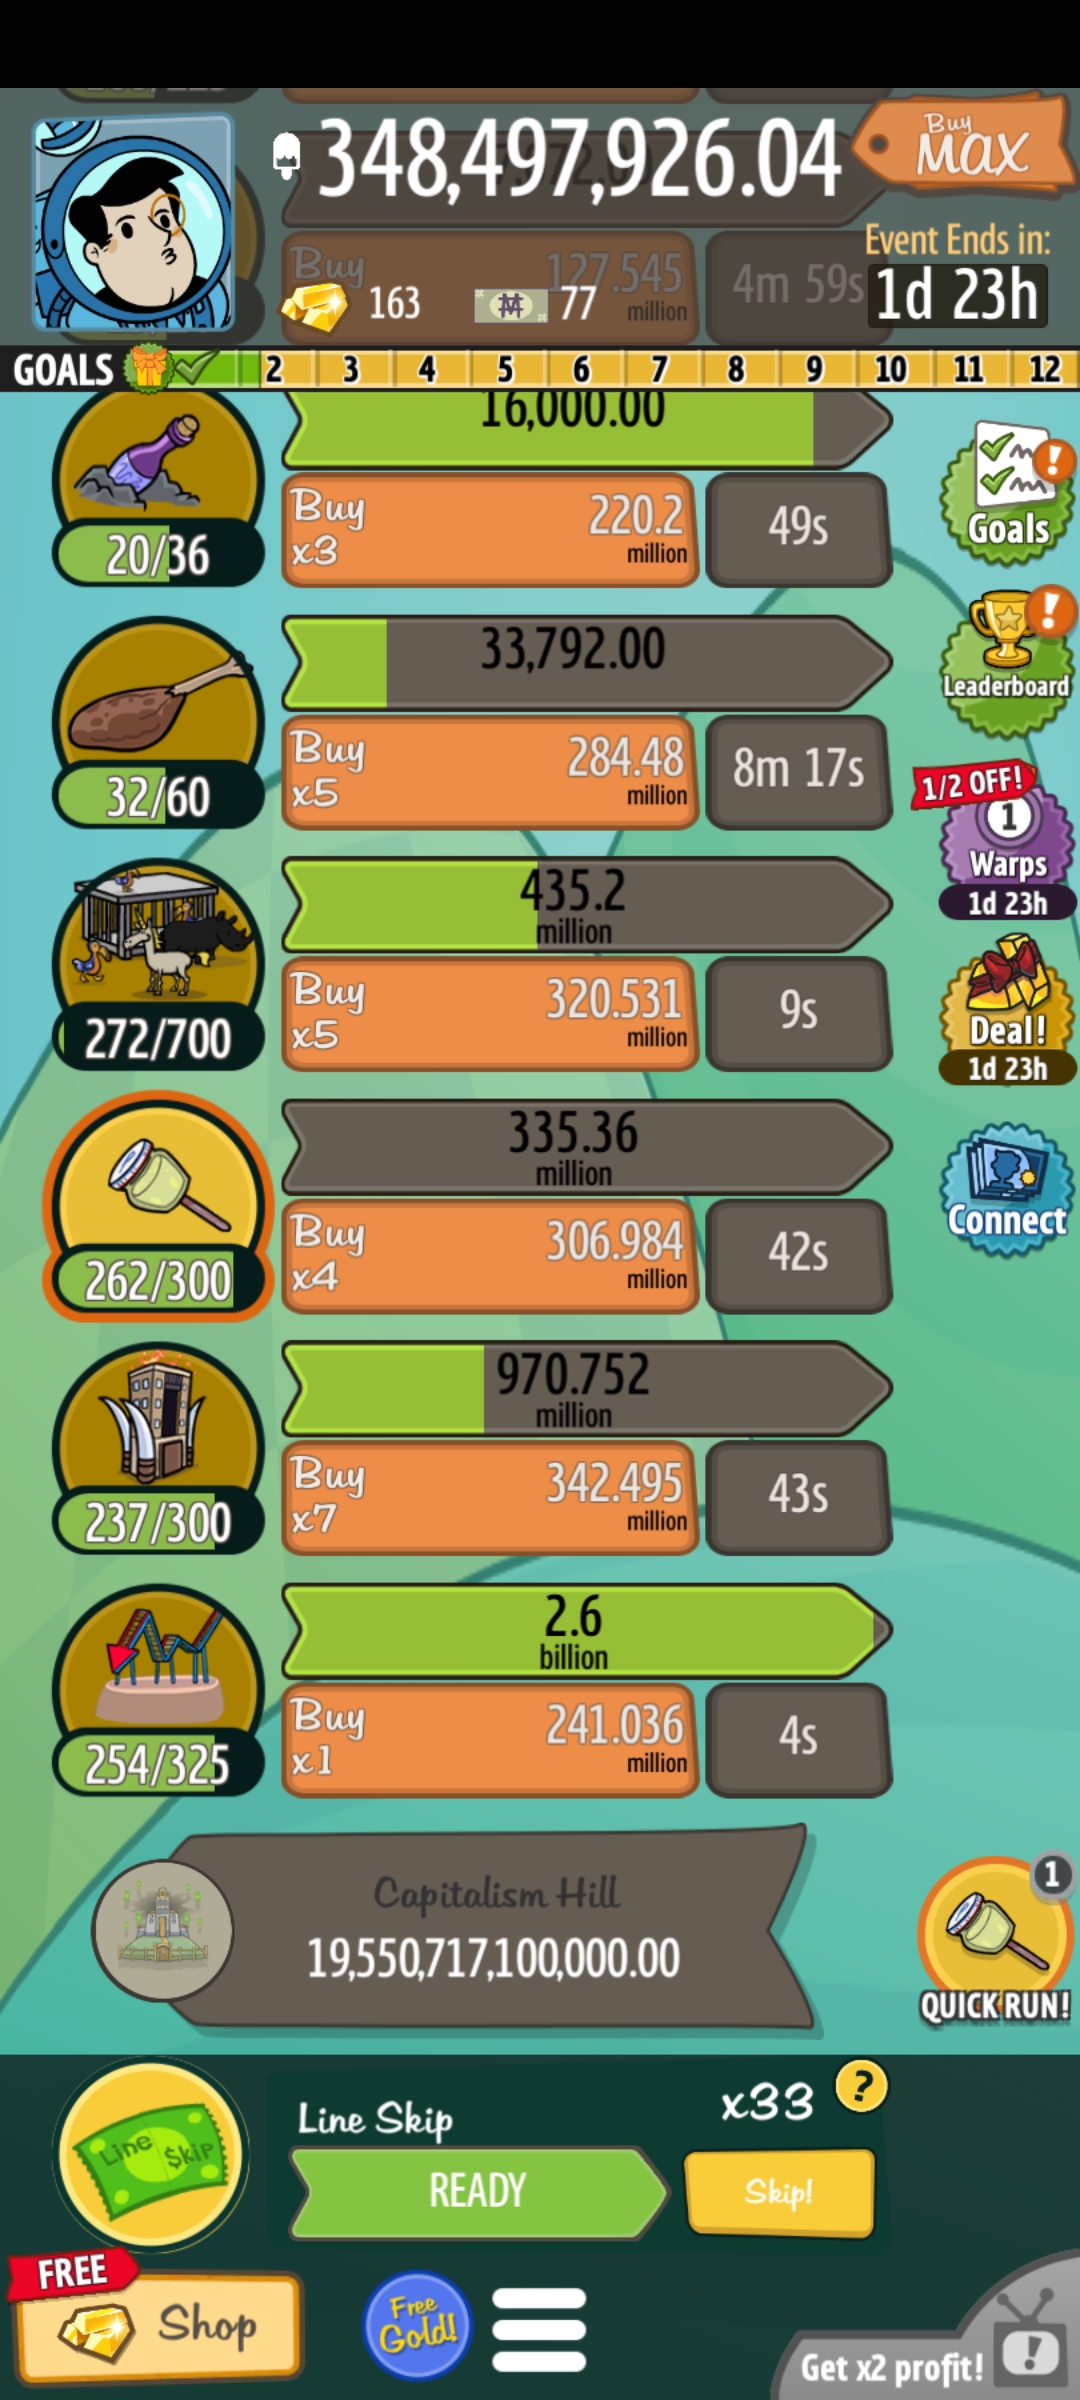 348,497,926.04
Buy
MAX
Event Ends in:
1d 23h
Buy
127.545
million
4m 59s
163
77
GOALS 2 3 4 5 6 7 8 9 10 11 12
16,000.00
20/36
Buy
x3
220.2
million
49s
Goals
33,792.00
32/60
Buy
x5
284.48
million
8m 17s
Leaderboard
1/2 OFF!
1
Warps
1d 23h
435.2
million
272/700
Buy
x5
320.531
million
9s
Deal!
1d 23h
335.36
million
262/300
Buy
x4
306.984
million
42s
Connect
970.752
million
237/300
Buy
x7
342.495
million
43s
2.6
billion
254/325
Buy
x1
241.036
million
4s
Capitalism Hill
19,550,717,100,000.00
1
QUICK RUN!
Line $kip
Line Skip
x33
?
READY
Skip!
FREE
Shop
Free
Gold!
Get x2 profit!